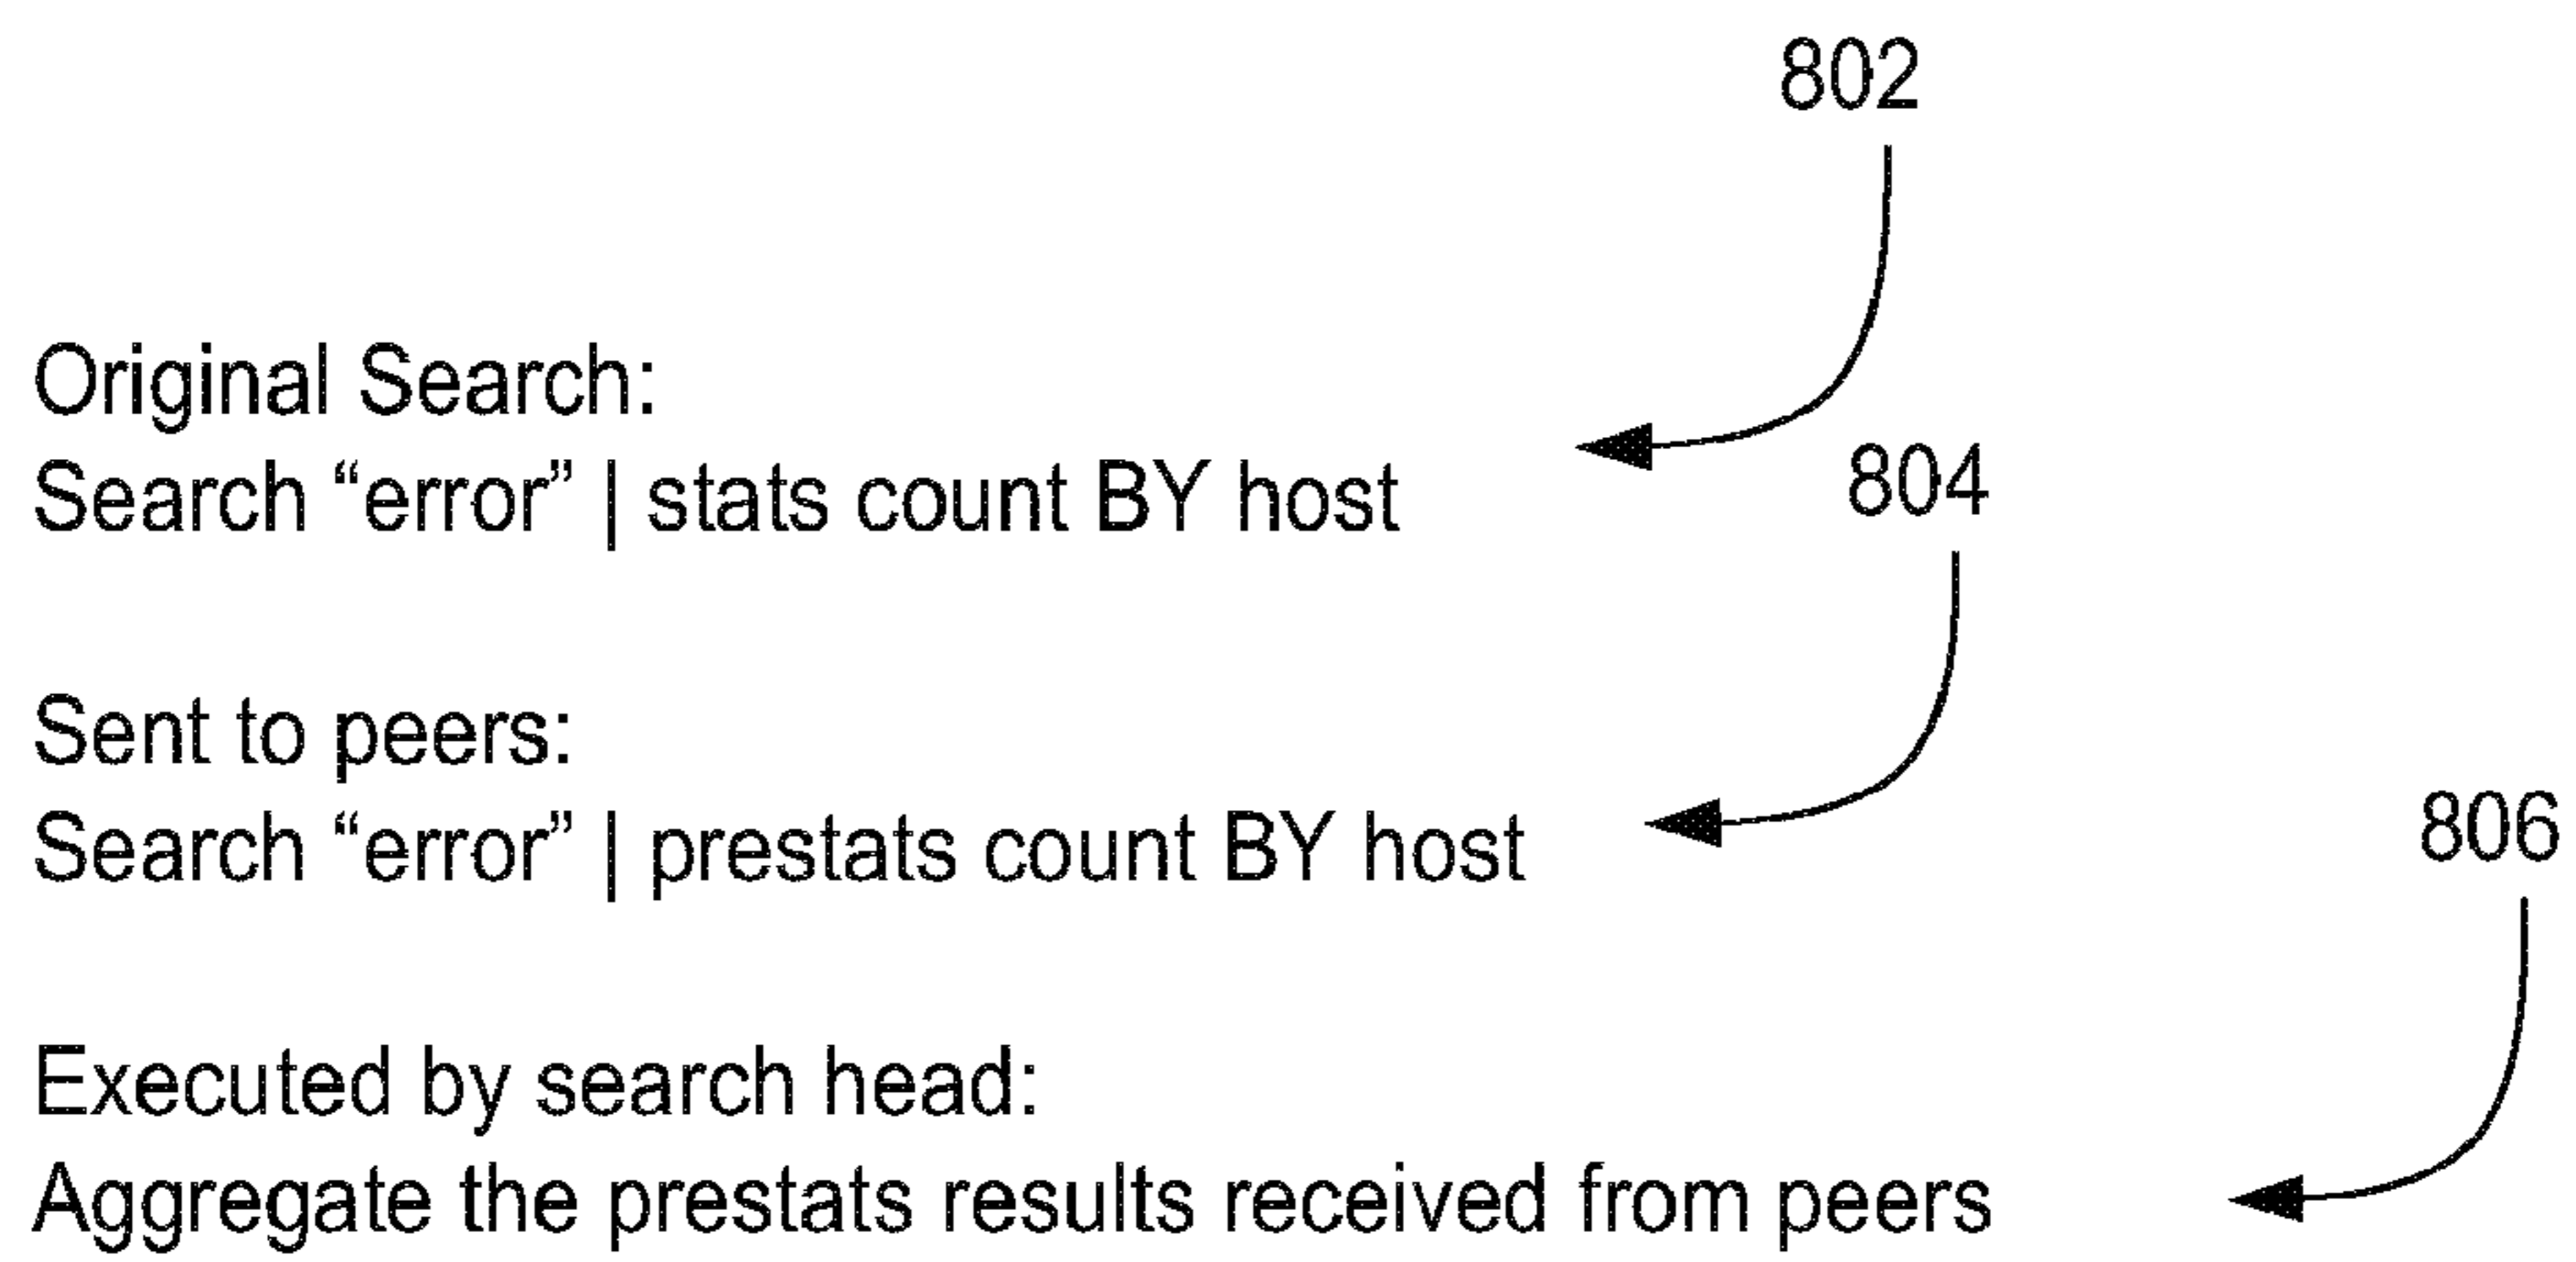 802
Original Search:
Search “error” | stats count BY host
804
Sent to peers:
Search “error” | prestats count BY host
806
Executed by search head:
Aggregate the prestats results received from peers